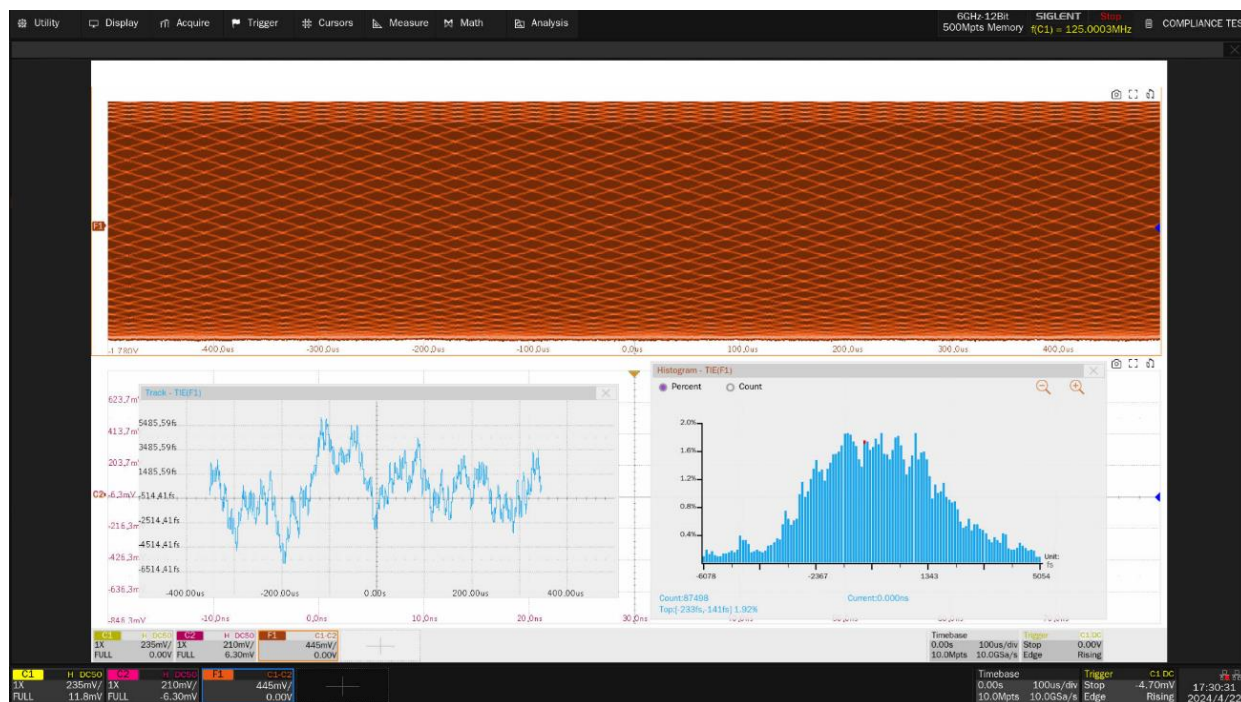 Utility Display Acquire Trigger Cursors Measure Math Analysis 6GHz-12Bit SIGLENT Stop COMPLIANCE TES
500Mpts Memory f(C1) = 125.0003MHz
F1
-1.780V -400.0us -300.0us -200.0us -100.0us 0.0us 100.0us 200.0us 300.0us 400.0us
Track - TIE(F1)
5485.59fs
3485.59fs
1485.59fs
-514.41fs
-2514.41fs
-4514.41fs
-6514.41fs
-400.00us -200.00us 0.00s 200.00us 400.00us
623.7m
413.7m
203.7m
C2 -6.3mV
-216.3m
-426.3m
-636.3m
-846.3mV -10.0ns 0.0ns 10.0ns 20.0ns 30.0ns
Histogram - TIE(F1)
Percent Count
2.0%
1.6%
1.2%
0.8%
0.4%
Unit:
fs
-6078 -2367 1343 5054
Count:87498 Current:0.000ns
Top:(-233fs,-141fs) 1.92%
C1 H DC50 C2 H DC50 F1 C1-C2 Timebase Trigger C1 DC
1X 235mV/ 1X 210mV/ 445mV/ 0.00s 100us/div Stop 0.00V
FULL 0.00V FULL 6.30mV 0.00V 10.0Mpts 10.0GSa/s Edge Rising
C1 H DC50 C2 H DC50 F1 C1-C2 Timebase Trigger C1 DC
1X 235mV/ 1X 210mV/ 445mV/ 0.00s 100us/div Stop -4.70mV 17:30:31
FULL 11.8mV FULL -6.30mV 0.00V 10.0Mpts 10.0GSa/s Edge Rising 2024/4/22